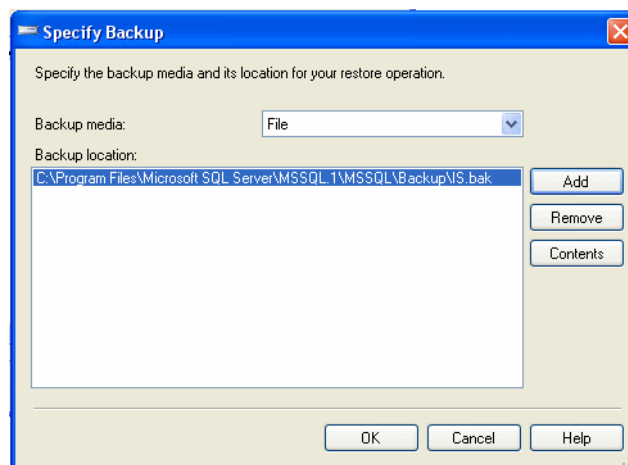 Specify Backup
Specify the backup media and its location for your restore operation.
Backup media:
File
Backup location:
C:\Program Files\Microsoft SQL Server\MSSQL.1\MSSQL\Backup\IS.bak
Add
Remove
Contents
OK
Cancel
Help